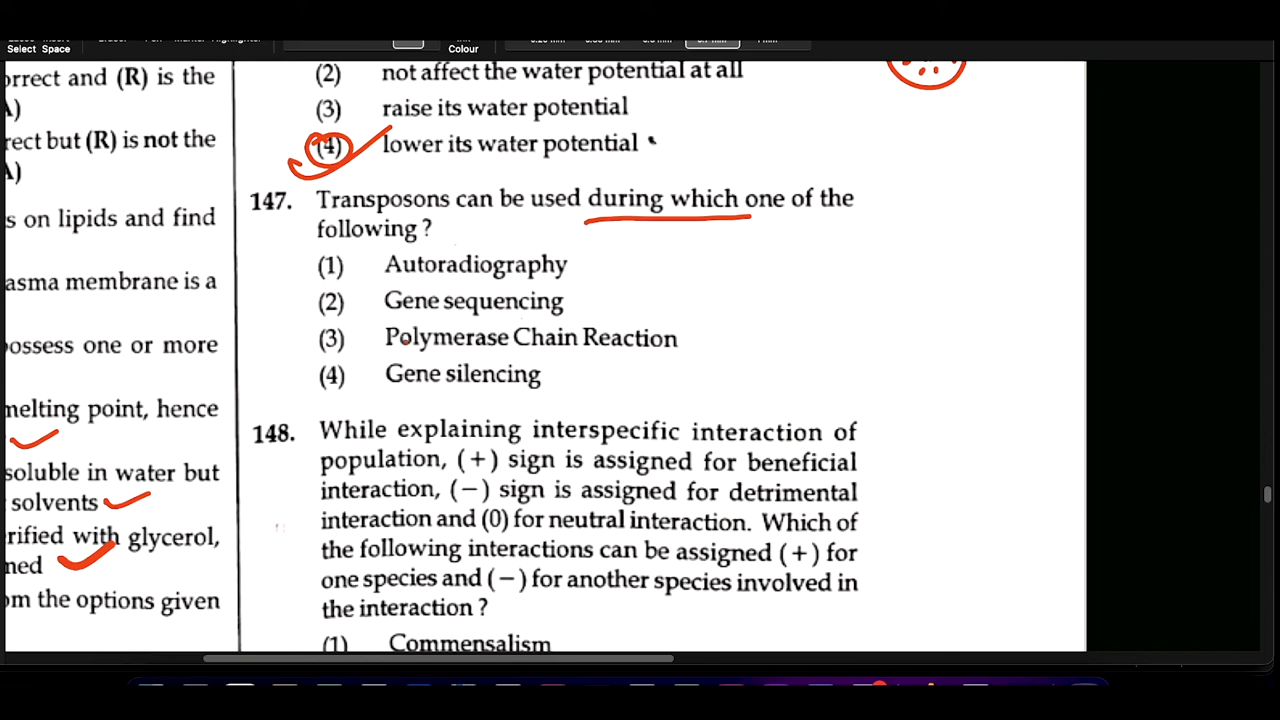 Select Space
Colour
orrect and (R) is the
A)
rect but (R) is not the
A)
s on lipids and find
asma membrane is a
possess one or more
melting point, hence
soluble in water but
solvents
rified with glycerol,
ned
om the options given
(2) not affect the water potential at all
(3) raise its water potential
(4) lower its water potential
147. Transposons can be used during which one of the
following ?
(1) Autoradiography
(2) Gene sequencing
(3) Polymerase Chain Reaction
(4) Gene silencing
148. While explaining interspecific interaction of
population, (+) sign is assigned for beneficial
interaction, (−) sign is assigned for detrimental
interaction and (0) for neutral interaction. Which of
the following interactions can be assigned (+) for
one species and (−) for another species involved in
the interaction ?
(1) Commensalism